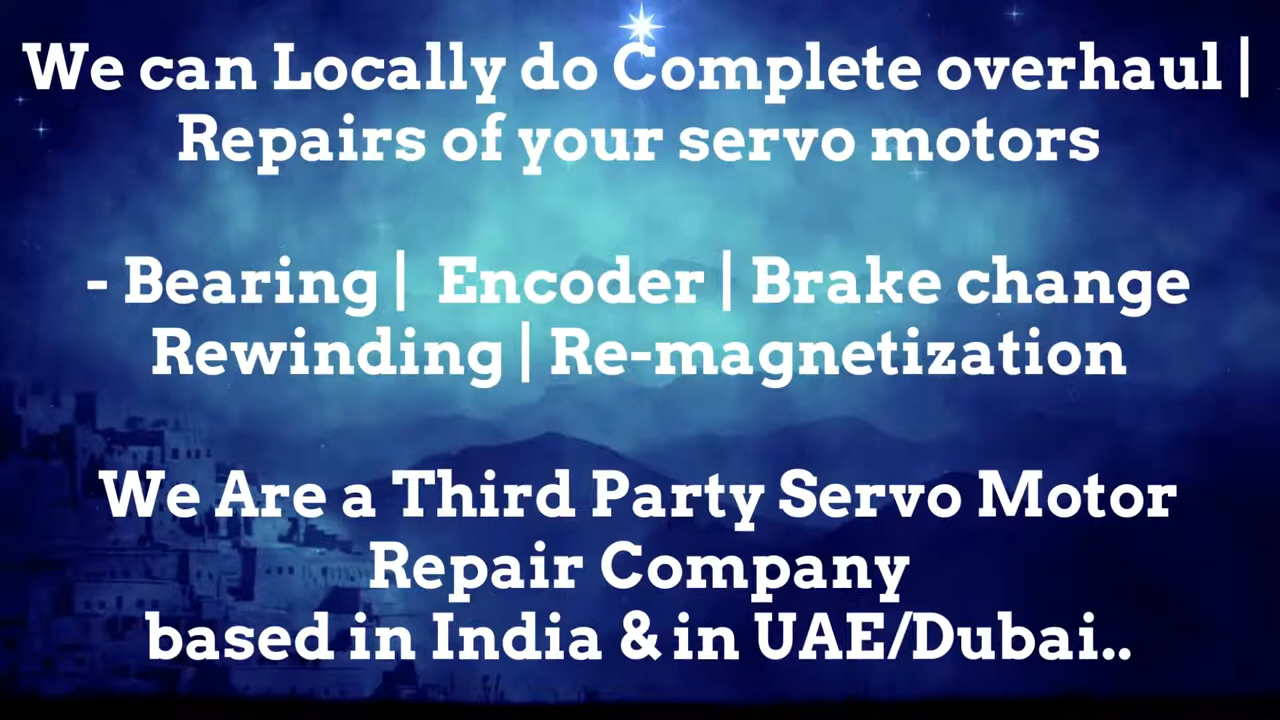 We can Locally do Complete overhaul |
Repairs of your servo motors
- Bearing |  Encoder | Brake change
Rewinding | Re-magnetization
We Are a Third Party Servo Motor
Repair Company
based in India & in UAE/Dubai..